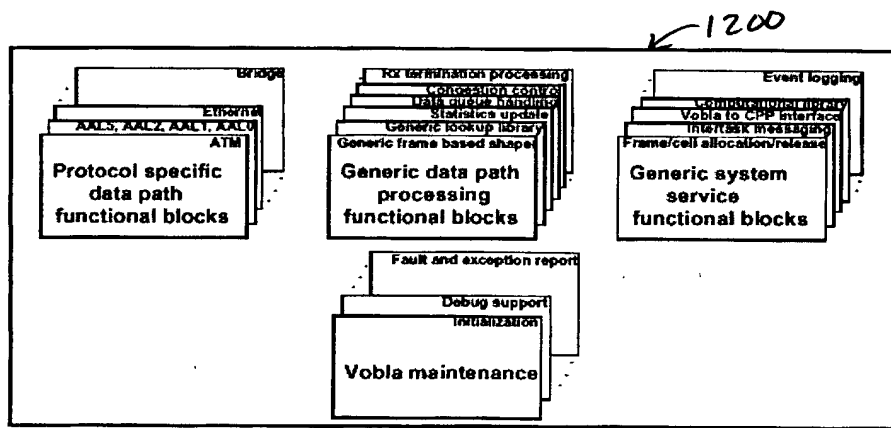 1200
Bridge
Ethernet
AAL5, AAL2, AAL1, AAL0
ATM
Protocol specific
data path
functional blocks
Rx termination processing
Congestion control
Data queue handling
Statistics update
Generic lookup library
Generic frame based shaper
Generic data path
processing
functional blocks
Event logging
Computational library
Vobla to CPP interface
Intertask messaging
Frame/cell allocation/release
Generic system
service
functional blocks
Fault and exception report
Debug support
Initialization
Vobla maintenance